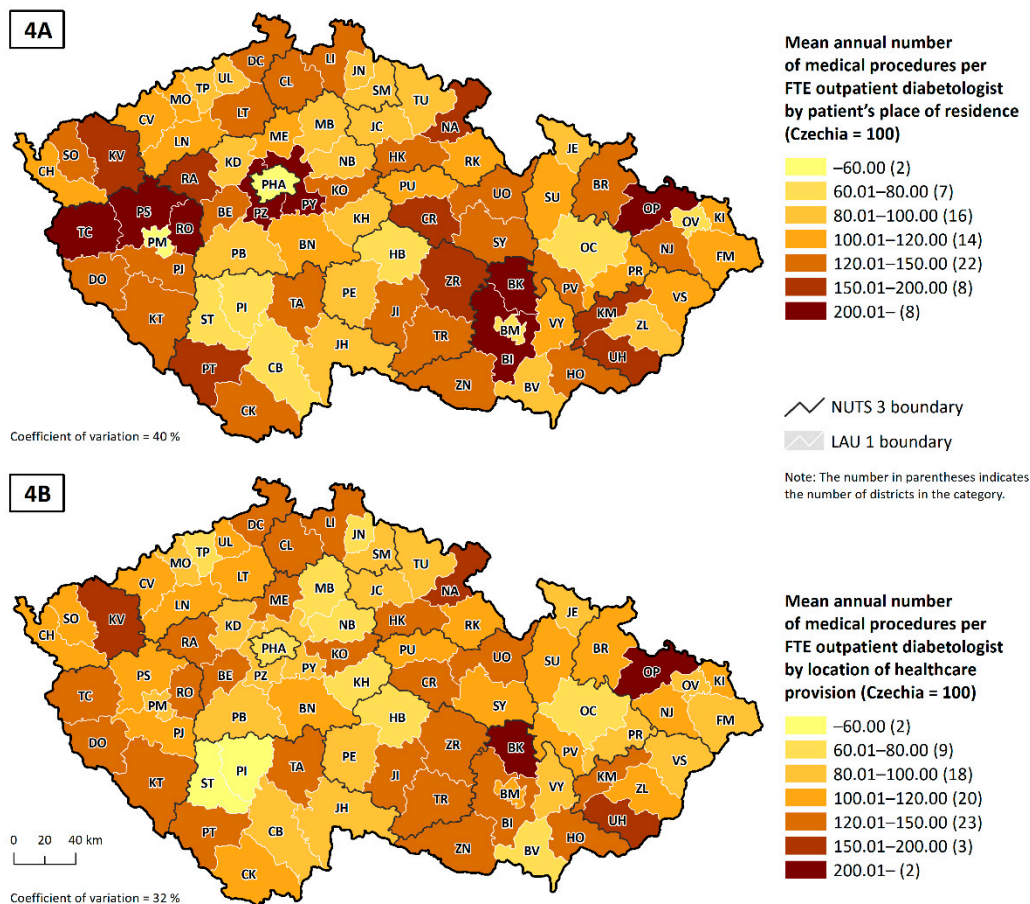 4A
Mean annual number
of medical procedures per
FTE outpatient diabetologist
by patient's place of residence
(Czechia = 100)
–60.00 (2)
60.01–80.00 (7)
80.01–100.00 (16)
100.01–120.00 (14)
120.01–150.00 (22)
150.01–200.00 (8)
200.01– (8)
NUTS 3 boundary
LAU 1 boundary
Note: The number in parentheses indicates
the number of districts in the category.
DC LI
UL CL JN
TP SM
MO LT TU
CV MB JC NA
LN ME
SO KV KD NB HK RK JE
CH RA PHA KO BR
PS BE PZ PY PU UO SU OP
TC RO KH CR OV KI
PM PB BN SY OC NJ FM
DO PJ HB PR
KT ST PI TA PE ZR BK PV VS
JI BM VY KM ZL
PT CB JH TR BI UH
CK ZN BV HO
Coefficient of variation = 40 %
4B
Mean annual number
of medical procedures per
FTE outpatient diabetologist
by location of healthcare
provision (Czechia = 100)
–60.00 (2)
60.01–80.00 (9)
80.01–100.00 (18)
100.01–120.00 (20)
120.01–150.00 (23)
150.01–200.00 (3)
200.01– (2)
DC LI
UL CL JN
TP SM
MO LT TU
CV MB JC NA
LN ME
SO KV KD NB HK RK JE
CH RA PHA KO BR
PS BE PZ PY PU UO SU OP
TC RO KH CR OV KI
PM PB BN SY OC NJ FM
DO PJ HB PR
KT ST PI TA PE ZR BK PV VS
JI BM VY KM ZL
PT CB JH TR BI UH
CK ZN BV HO
0 20 40 km
Coefficient of variation = 32 %